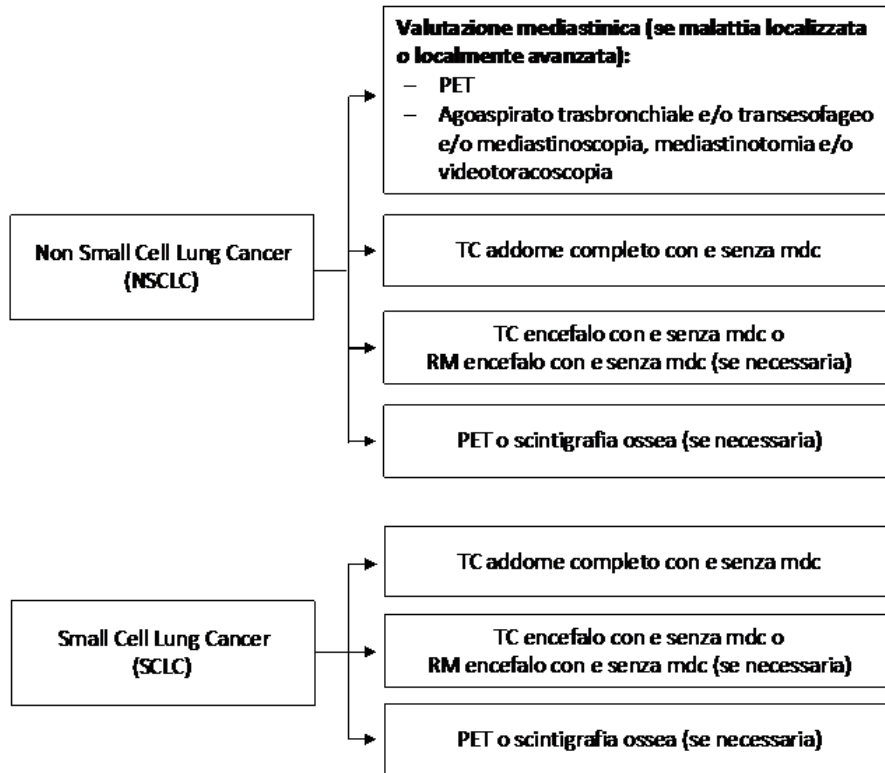 Valutazione mediastinica (se malattia localizzata
o localmente avanzata):
– PET
– Agoaspirato trasbronchiale e/o transesofageo
e/o mediastinoscopia, mediastinotomia e/o
videotoracoscopia
Non Small Cell Lung Cancer
(NSCLC)
TC addome completo con e senza mdc
TC encefalo con e senza mdc o
RM encefalo con e senza mdc (se necessaria)
PET o scintigrafia ossea (se necessaria)
TC addome completo con e senza mdc
Small Cell Lung Cancer
(SCLC)
TC encefalo con e senza mdc o
RM encefalo con e senza mdc (se necessaria)
PET o scintigrafia ossea (se necessaria)